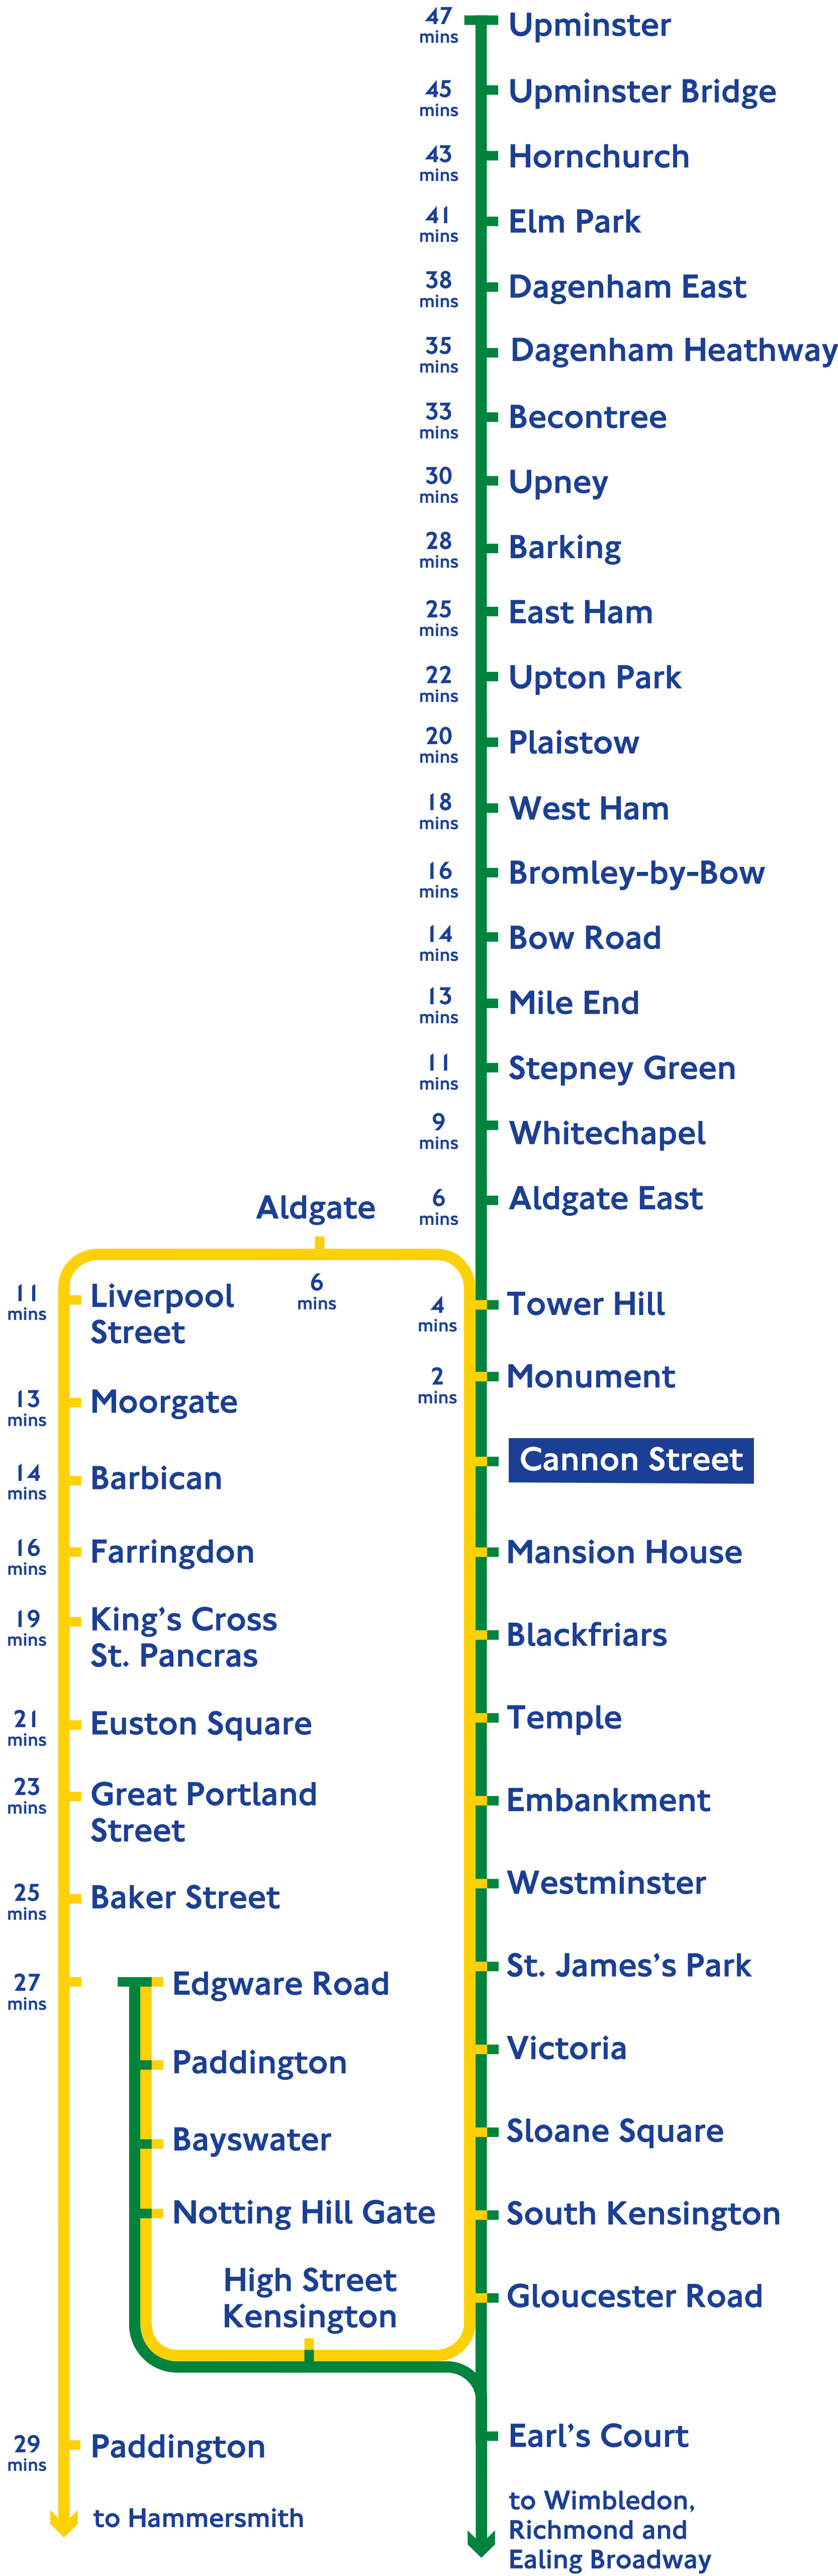 47
mins
Upminster
45
mins
Upminster Bridge
43
mins
Hornchurch
41
mins
Elm Park
38
mins
Dagenham East
35
mins
Dagenham Heathway
33
mins
Becontree
30
mins
Upney
28
mins
Barking
25
mins
East Ham
22
mins
Upton Park
20
mins
Plaistow
18
mins
West Ham
16
mins
Bromley-by-Bow
14
mins
Bow Road
13
mins
Mile End
11
mins
Stepney Green
9
mins
Whitechapel
6
mins
Aldgate East
4
mins
Tower Hill
2
mins
Monument
Cannon Street
Mansion House
Blackfriars
Temple
Embankment
Westminster
St. James’s Park
Victoria
Sloane Square
South Kensington
Gloucester Road
Earl’s Court
to Wimbledon,
Richmond and
Ealing Broadway
Aldgate
6
mins
11
mins
Liverpool
Street
13
mins
Moorgate
14
mins
Barbican
16
mins
Farringdon
19
mins
King’s Cross
St. Pancras
21
mins
Euston Square
23
mins
Great Portland
Street
25
mins
Baker Street
27
mins
Edgware Road
Paddington
Bayswater
Notting Hill Gate
High Street
Kensington
29
mins
Paddington
to Hammersmith